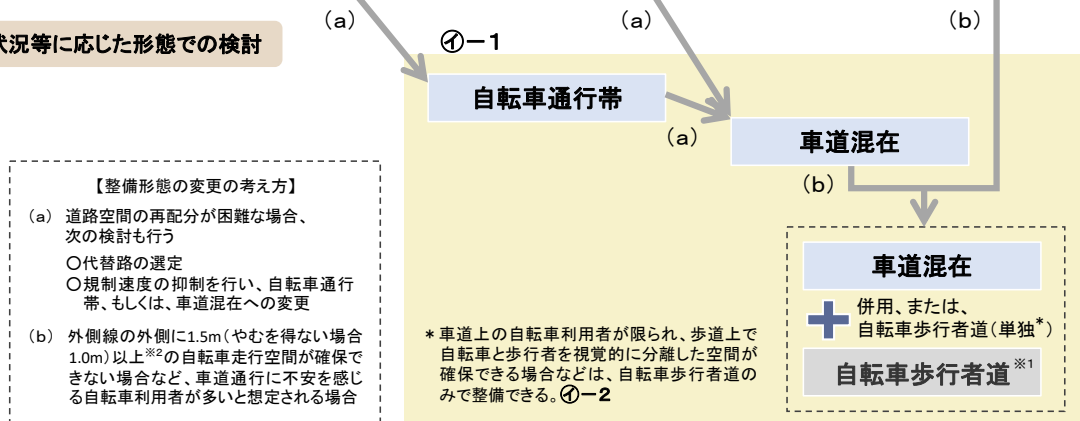 (a)
(a)
(b)
状況等に応じた形態での検討
㋑－1
自転車通行帯
(a)
車道混在
(b)
【整備形態の変更の考え方】
(a) 道路空間の再配分が困難な場合、
次の検討も行う
○代替路の選定
○規制速度の抑制を行い、自転車通行
帯、もしくは、車道混在への変更
(b) 外側線の外側に1.5m(やむを得ない場合
1.0m)以上※2の自転車走行空間が確保で
きない場合など、車道通行に不安を感じ
る自転車利用者が多いと想定される場合
車道混在
＋ 併用、または、
自転車歩行者道(単独*)
自転車歩行者道※1
*車道上の自転車利用者が限られ、歩道上で
自転車と歩行者を視覚的に分離した空間が
確保できる場合などは、自転車歩行者道の
みで整備できる。㋑－2